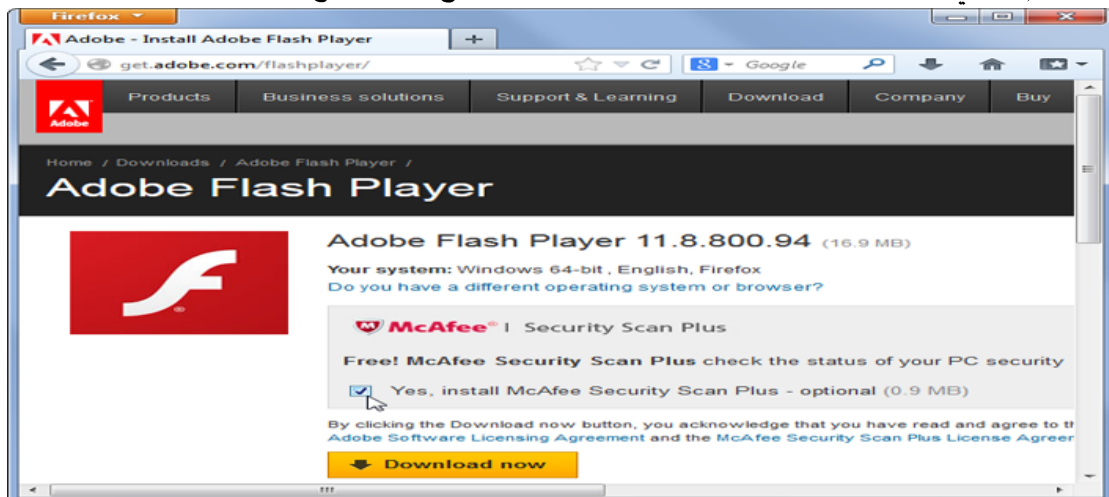 Firefox
Adobe - Install Adobe Flash Player
get.adobe.com/flashplayer/
Google
Adobe
Products Business solutions Support & Learning Download Company Buy
Home / Downloads / Adobe Flash Player /
Adobe Flash Player
Adobe Flash Player 11.8.800.94 (16.9 MB)
Your system: Windows 64-bit , English, Firefox
Do you have a different operating system or browser?
McAfee® | Security Scan Plus
Free! McAfee Security Scan Plus check the status of your PC security
Yes, install McAfee Security Scan Plus - optional (0.9 MB)
By clicking the Download now button, you acknowledge that you have read and agree to
Adobe Software Licensing Agreement and the McAfee Security Scan Plus License
Download now